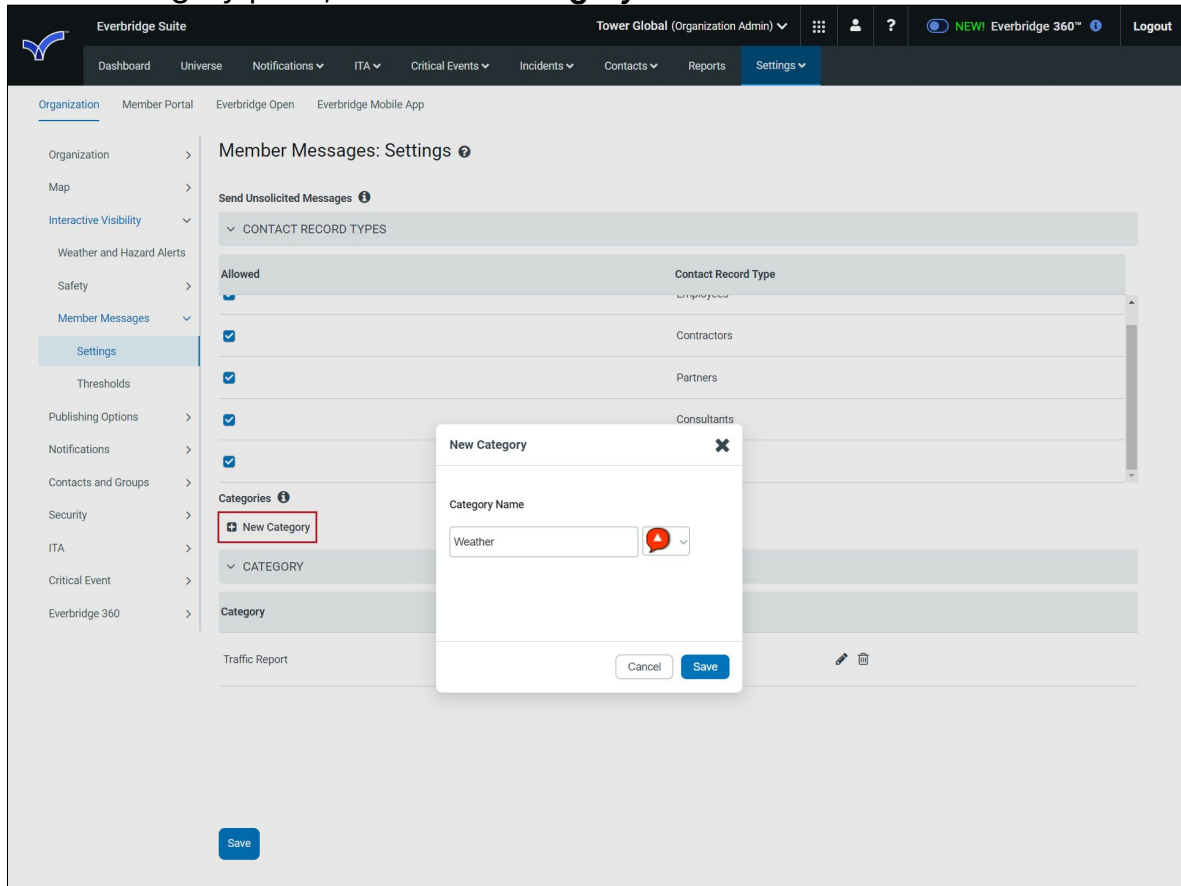 Everbridge Suite
Tower Global (Organization Admin)
?
NEW! Everbridge 360™
Logout
Dashboard Universe Notifications ITA Critical Events Incidents Contacts Reports Settings
Organization Member Portal Everbridge Open Everbridge Mobile App
Organization
Map
Interactive Visibility
Weather and Hazard Alerts
Safety
Member Messages
Settings
Thresholds
Publishing Options
Notifications
Contacts and Groups
Security
ITA
Critical Event
Everbridge 360
Member Messages: Settings
Send Unsolicited Messages
CONTACT RECORD TYPES
Allowed Contact Record Type
Employees
Contractors
Partners
Consultants
Categories
New Category
CATEGORY
Category
Traffic Report
New Category
Category Name
Weather
Cancel Save
Save